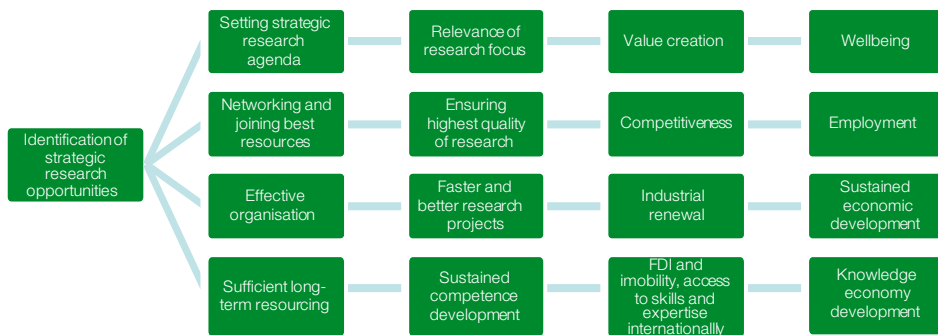 Setting strategic
research
agenda
Relevance of
research focus
Value creation
Wellbeing
Identification of
strategic
research
opportunities
Networking and
joining best
resources
Ensuring
highest quality
of research
Competitiveness
Employment
Effective
organisation
Faster and
better research
projects
Industrial
renewal
Sustained
economic
development
Sufficient long-
term resourcing
Sustained
competence
development
FDI and
imobility, access
to skills and
expertise
internationally
Knowledge
economy
development